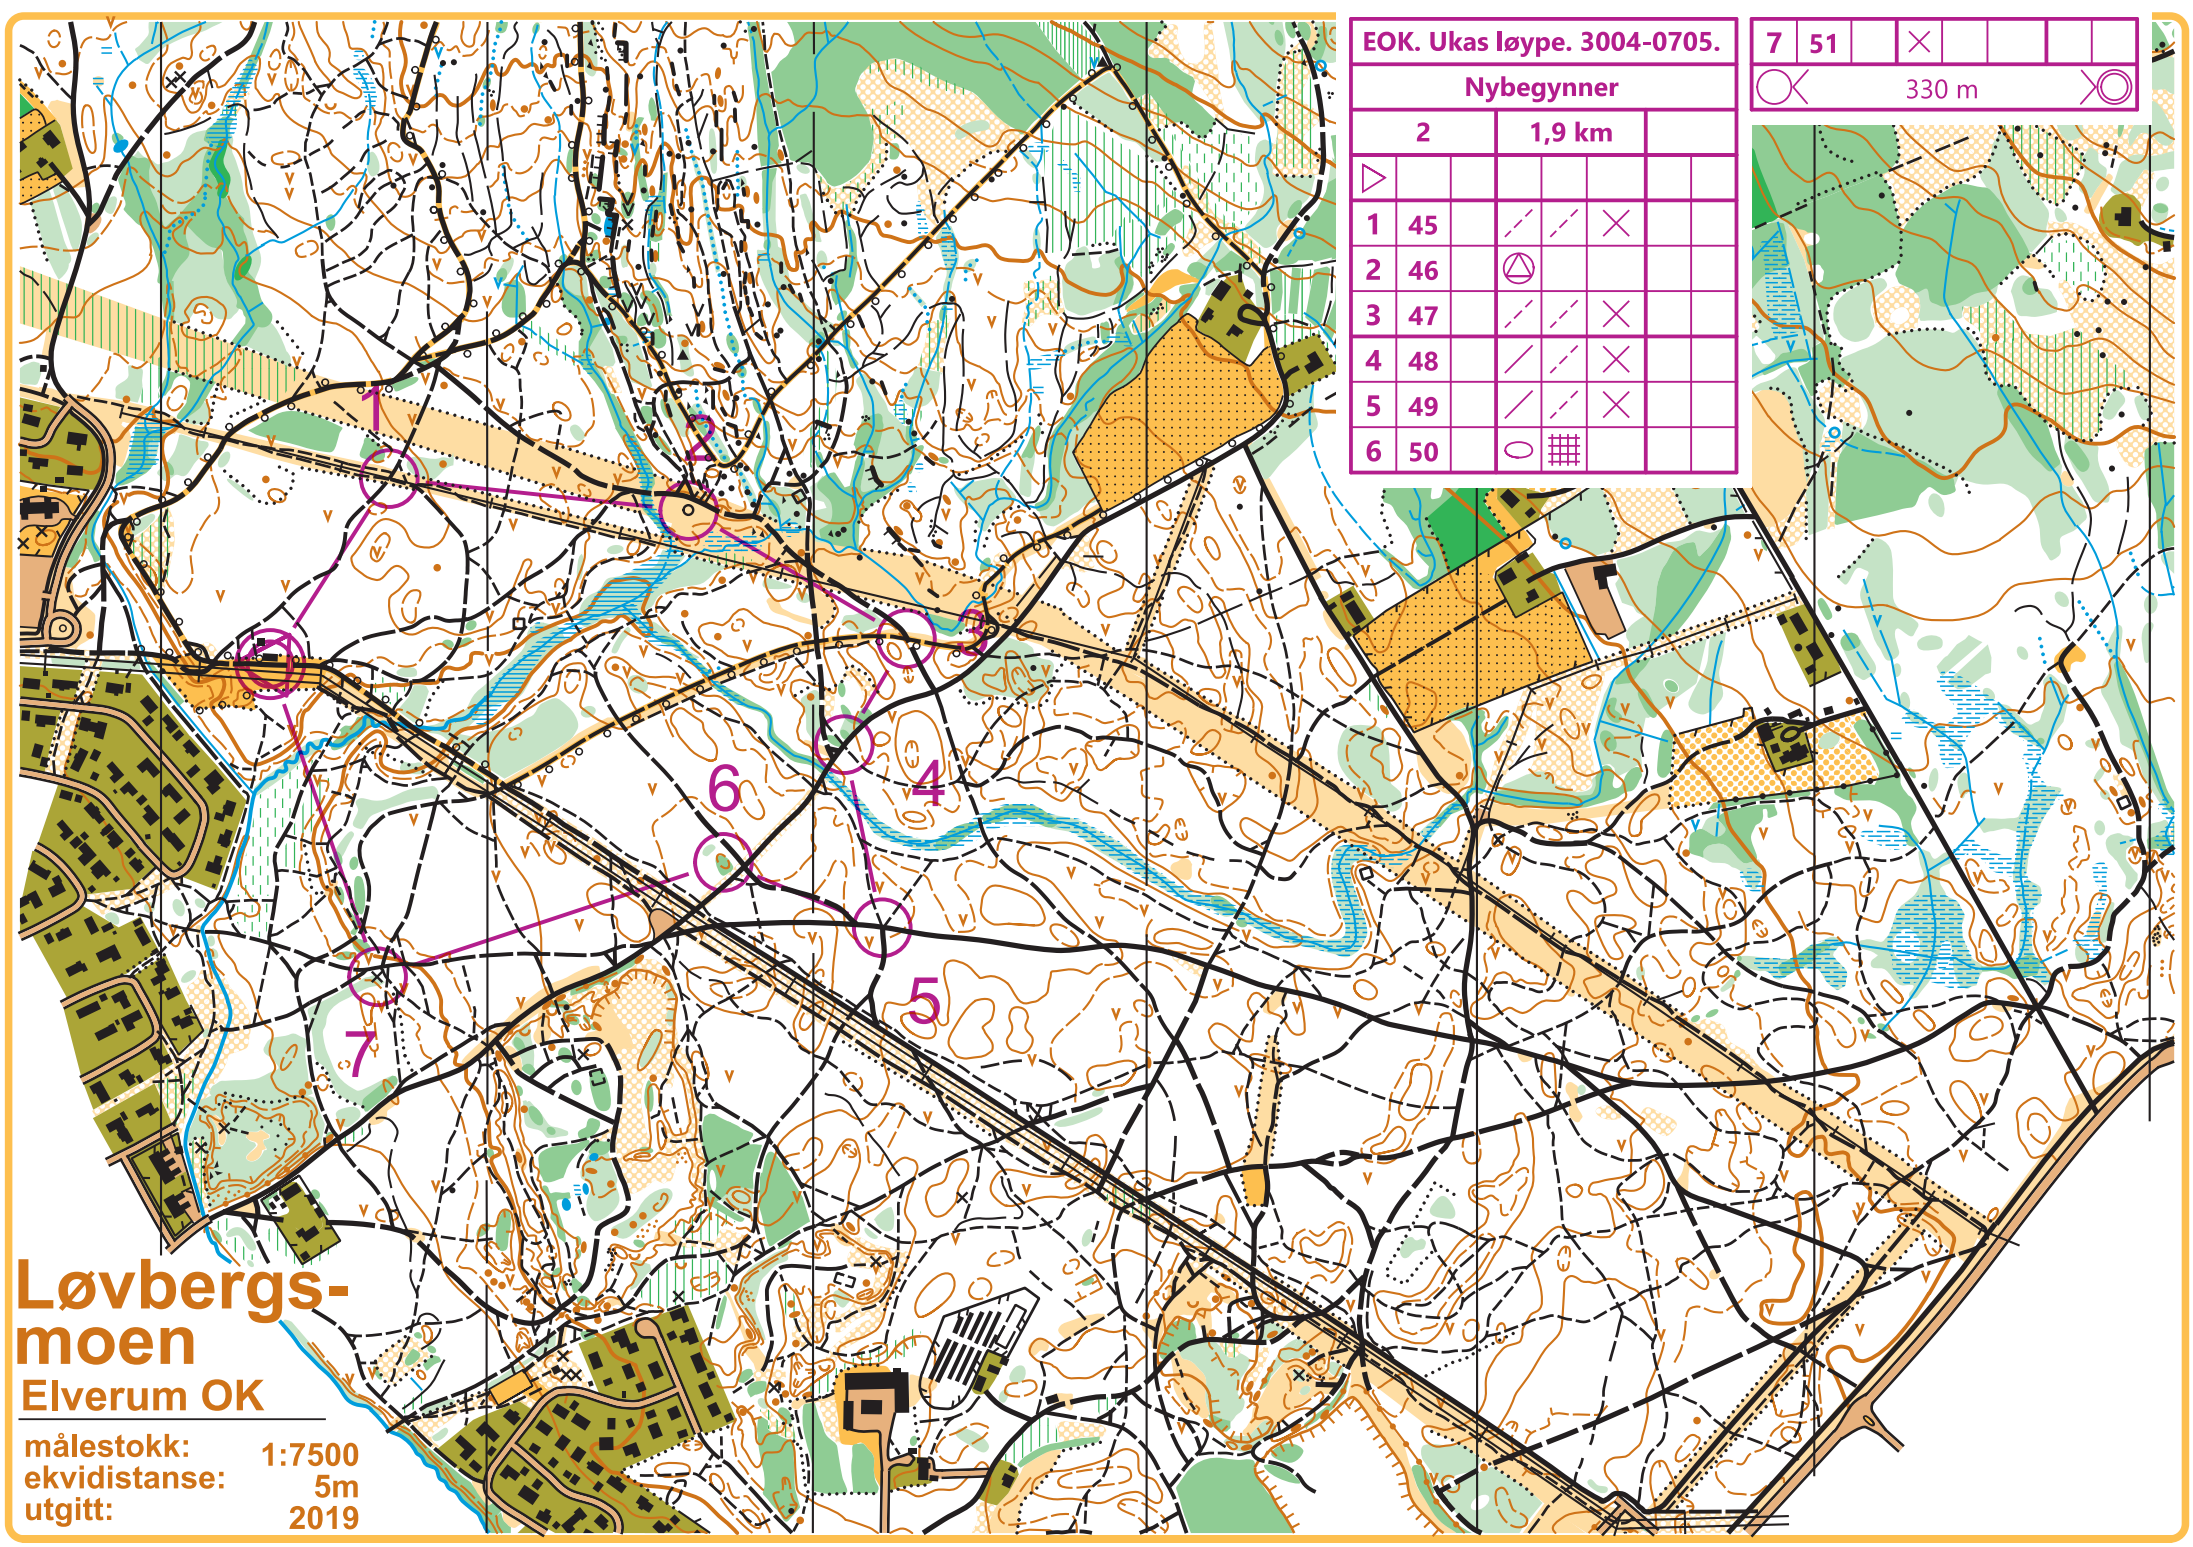 EOK. Ukas løype. 3004-0705.
Nybegynner
2 1,9 km
1 45
2 46
3 47
4 48
5 49
6 50
7 51
330 m
1
2
3
4
6
5
7
Løvbergs-
moen
Elverum OK
målestokk: 1:7500
ekvidistanse: 5m
utgitt: 2019